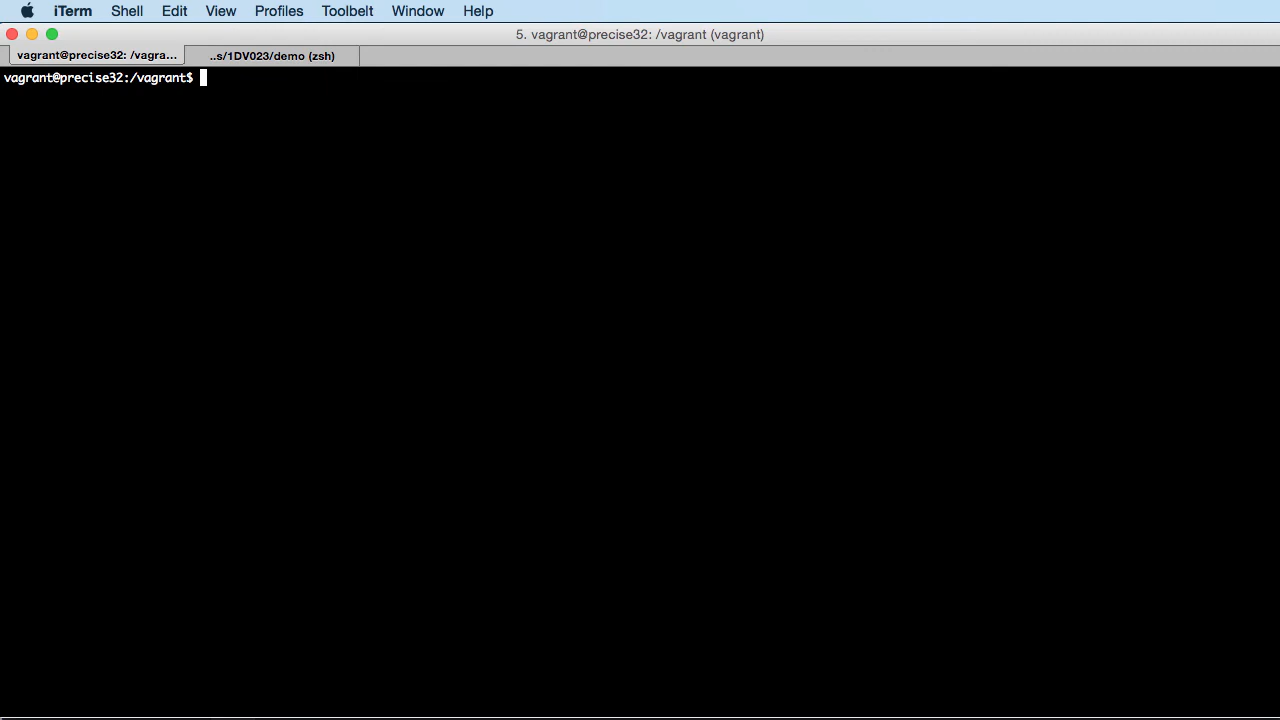 iTerm Shell Edit View Profiles Toolbelt Window Help
5. vagrant@precise32: /vagrant (vagrant)
vagrant@precise32: /vagra... ..s/1DV023/demo (zsh)
vagrant@precise32:/vagrant$